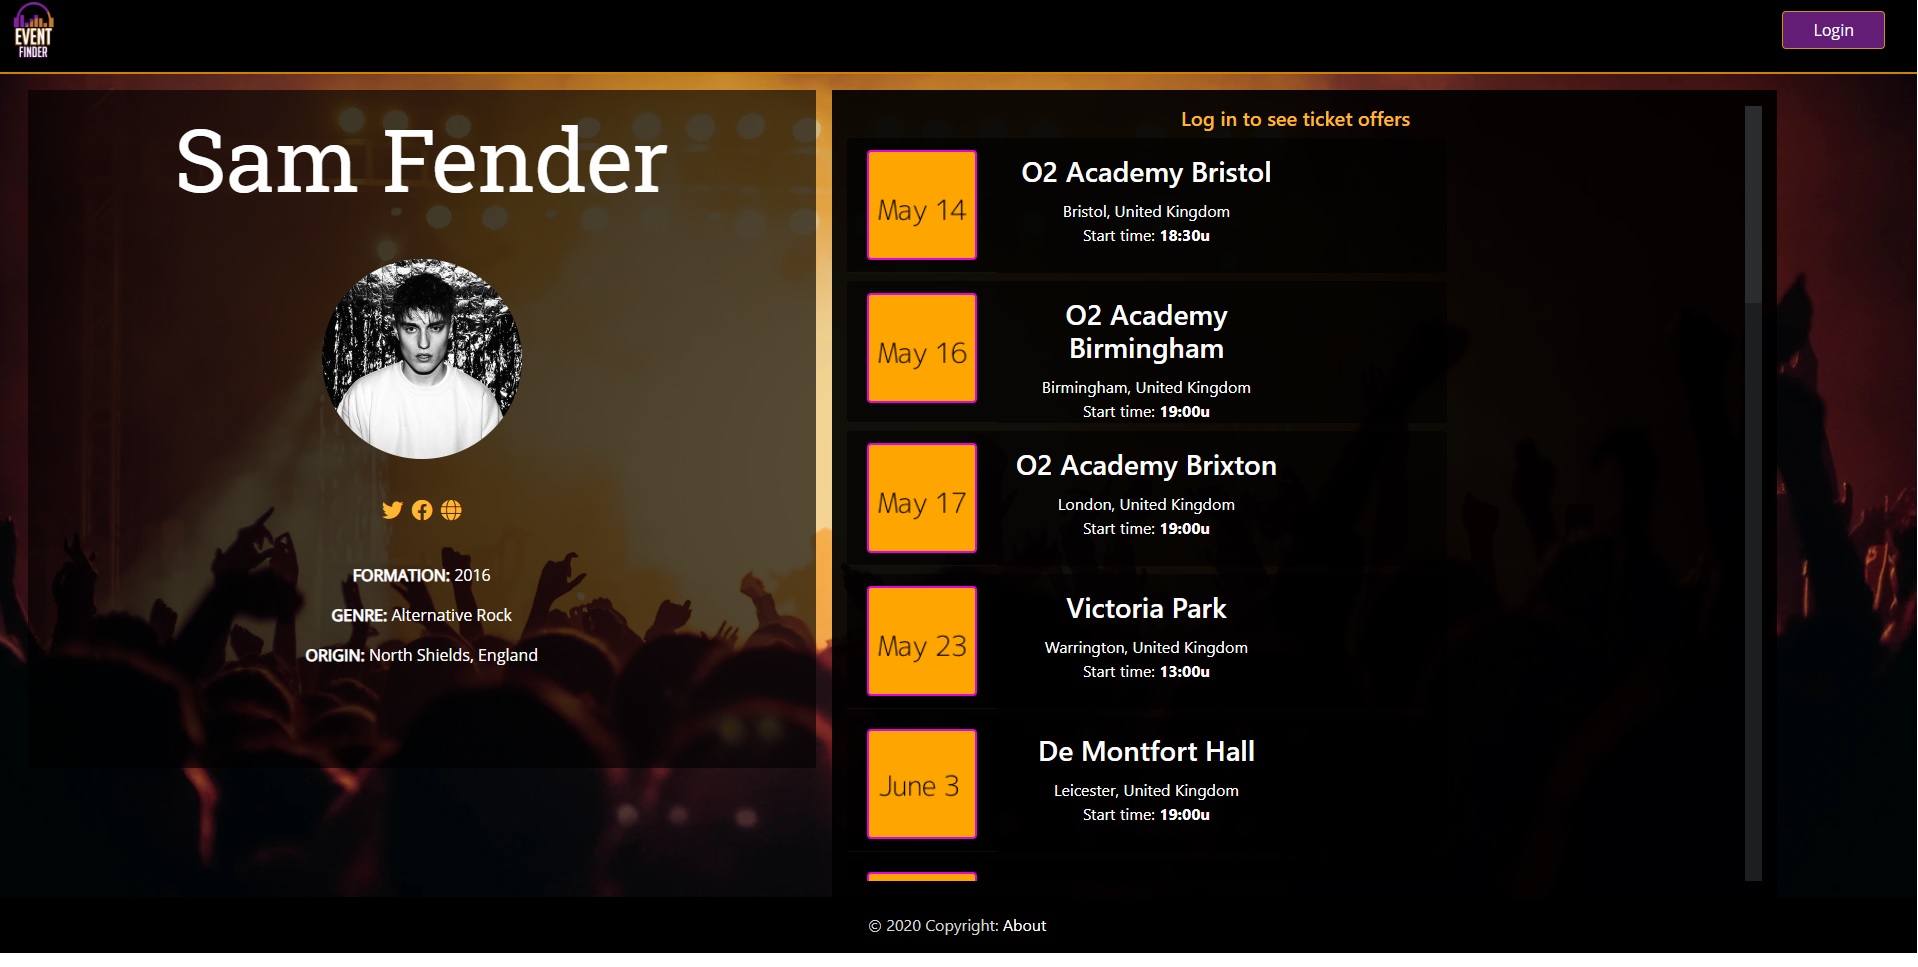 EVENT
FINDER
Login
Sam Fender
FORMATION: 2016
GENRE: Alternative Rock
ORIGIN: North Shields, England
Log in to see ticket offers
May 14
O2 Academy Bristol
Bristol, United Kingdom
Start time: 18:30u
May 16
O2 Academy
Birmingham
Birmingham, United Kingdom
Start time: 19:00u
May 17
O2 Academy Brixton
London, United Kingdom
Start time: 19:00u
May 23
Victoria Park
Warrington, United Kingdom
Start time: 13:00u
June 3
De Montfort Hall
Leicester, United Kingdom
Start time: 19:00u
© 2020 Copyright: About